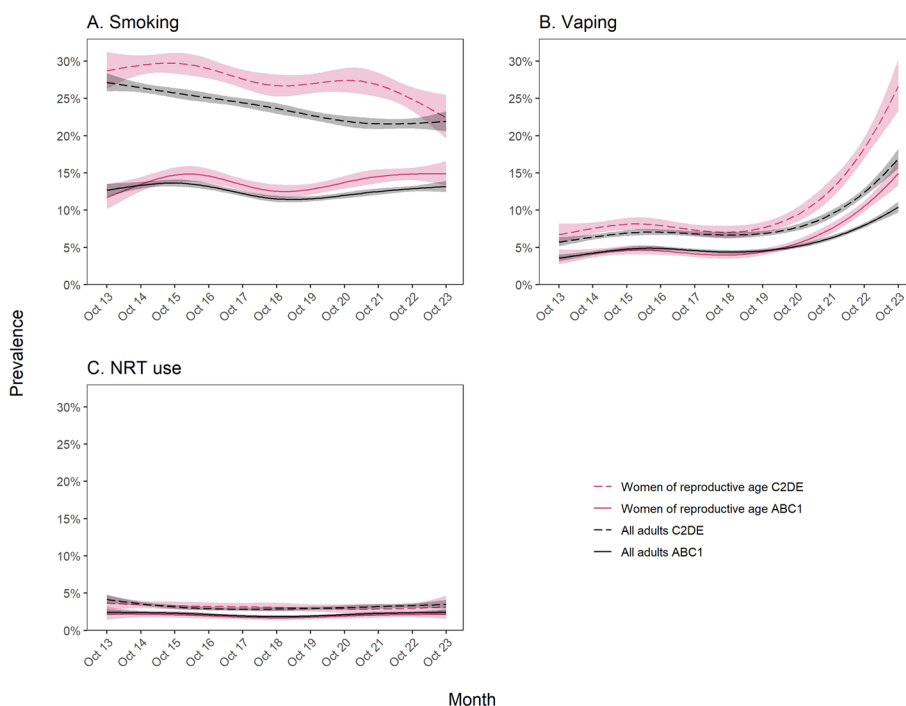 A. Smoking
30%
25%
20%
15%
10%
5%
0%
Oct 13
Oct 14
Oct 15
Oct 16
Oct 17
Oct 18
Oct 19
Oct 20
Oct 21
Oct 22
Oct 23
B. Vaping
30%
25%
20%
15%
10%
5%
0%
Oct 13
Oct 14
Oct 15
Oct 16
Oct 17
Oct 18
Oct 19
Oct 20
Oct 21
Oct 22
Oct 23
Prevalence
C. NRT use
30%
25%
20%
15%
10%
5%
0%
Oct 13
Oct 14
Oct 15
Oct 16
Oct 17
Oct 18
Oct 19
Oct 20
Oct 21
Oct 22
Oct 23
Women of reproductive age C2DE
Women of reproductive age ABC1
All adults C2DE
All adults ABC1
Month